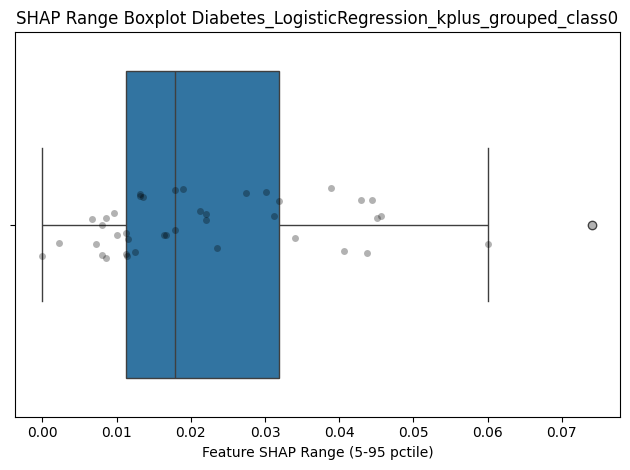 SHAP Range Boxplot Diabetes_LogisticRegression_kplus_grouped_class0
0.00 0.01 0.02 0.03 0.04 0.05 0.06 0.07
Feature SHAP Range (5-95 pctile)